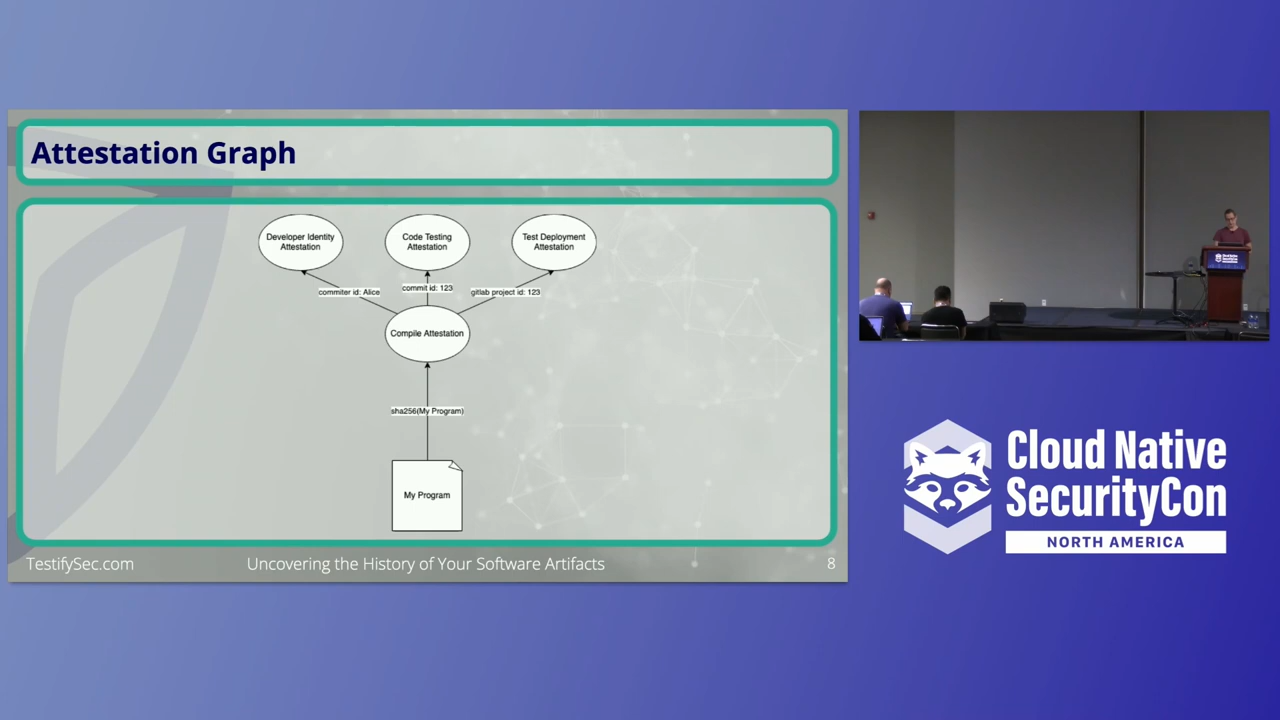 Attestation Graph
Developer Identity
Attestation
Code Testing
Attestation
Test Deployment
Attestation
commiter id: Alice
commit id: 123
gitlab project id: 123
Compile Attestation
sha256(My Program)
My Program
TestifySec.com
Uncovering the History of Your Software Artifacts
8
Cloud Native
SecurityCon
NORTH AMERICA